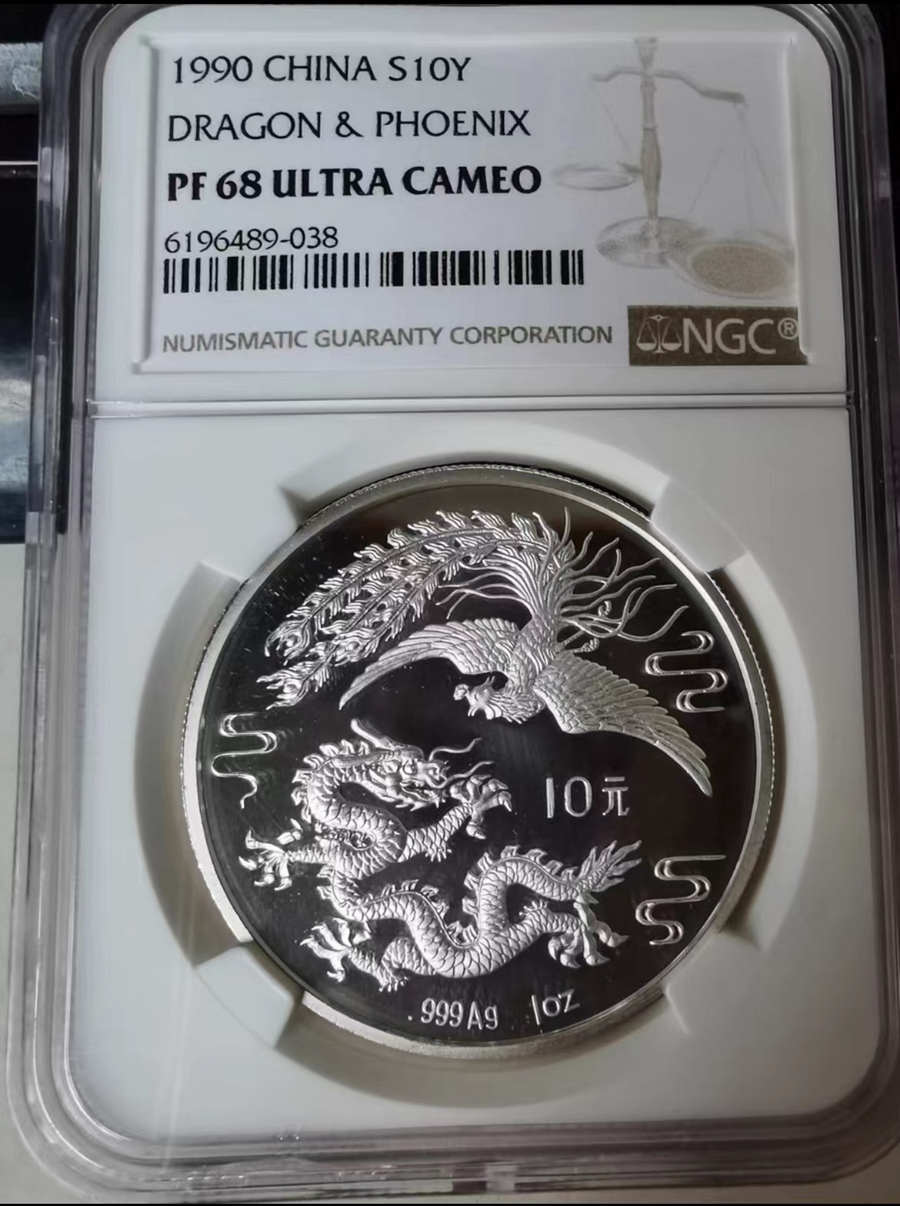 1990 CHINA S10Y
DRAGON & PHOENIX
PF 68 ULTRA CAMEO
6196489-038
NUMISMATIC GUARANTY CORPORATION
NGC®
10元
.999Ag 1oz